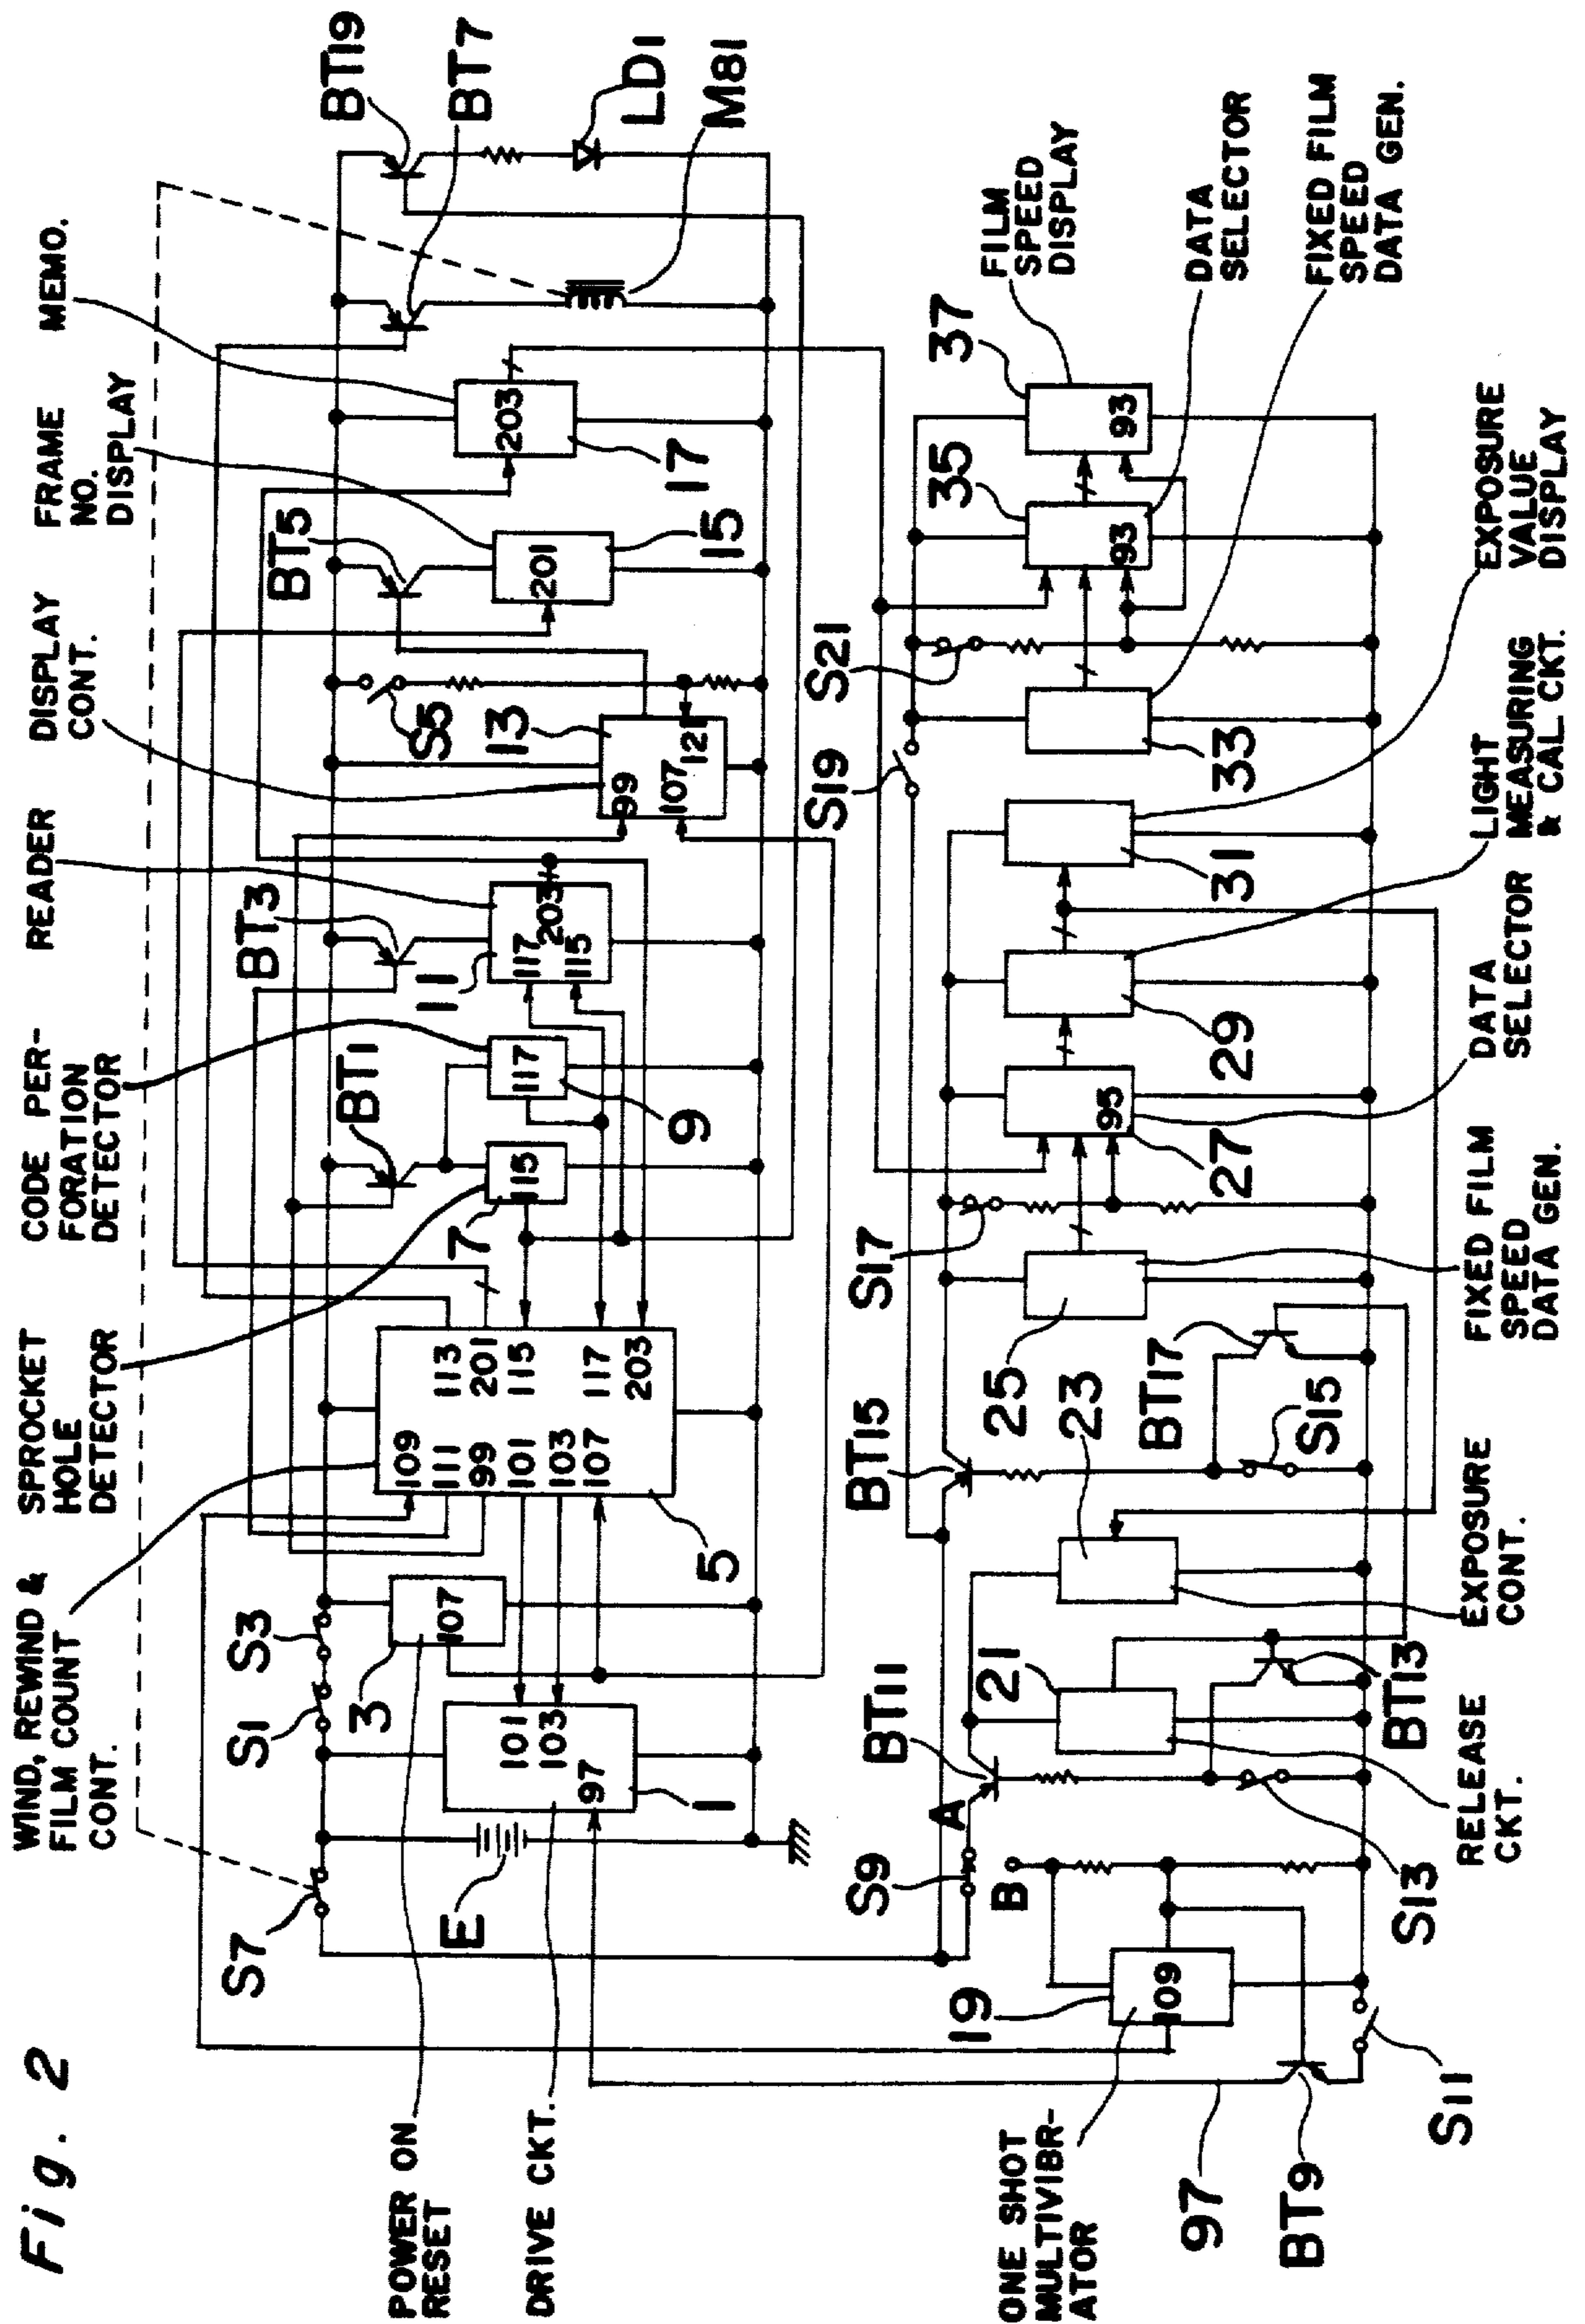 Fig. 2
WIND, REWIND &
FILM COUNT
CONT.
SPROCKET
HOLE
DETECTOR
CODE PER-
FORATION
DETECTOR
READER
DISPLAY
CONT.
FRAME
NO.
DISPLAY
MEMO.
BT19
BT7
LD1
M81
S7
S1
S3
BT1
BT3
BT5
S5
E
1
101
103
97
3
107
5
109
111
99
101
103
107
113
201
115
117
203
7
115
9
117
11
117
203
115
13
99
107
121
15
201
17
203
POWER ON
RESET
DRIVE CKT.
ONE SHOT
MULTIVIBR-
ATOR
97
BT9
S11
19
109
S9
A
B
BT11
21
S13
BT13
RELEASE
CKT.
23
EXPOSURE
CONT.
BT15
BT17
S15
25
FIXED FILM
SPEED
DATA GEN.
S17
27
95
DATA
SELECTOR
29
LIGHT
MEASURING
& CAL CKT.
31
EXPOSURE
VALUE
DISPLAY
S19
33
S21
35
93
37
93
FILM
SPEED
DISPLAY
DATA
SELECTOR
FIXED FILM
SPEED
DATA GEN.